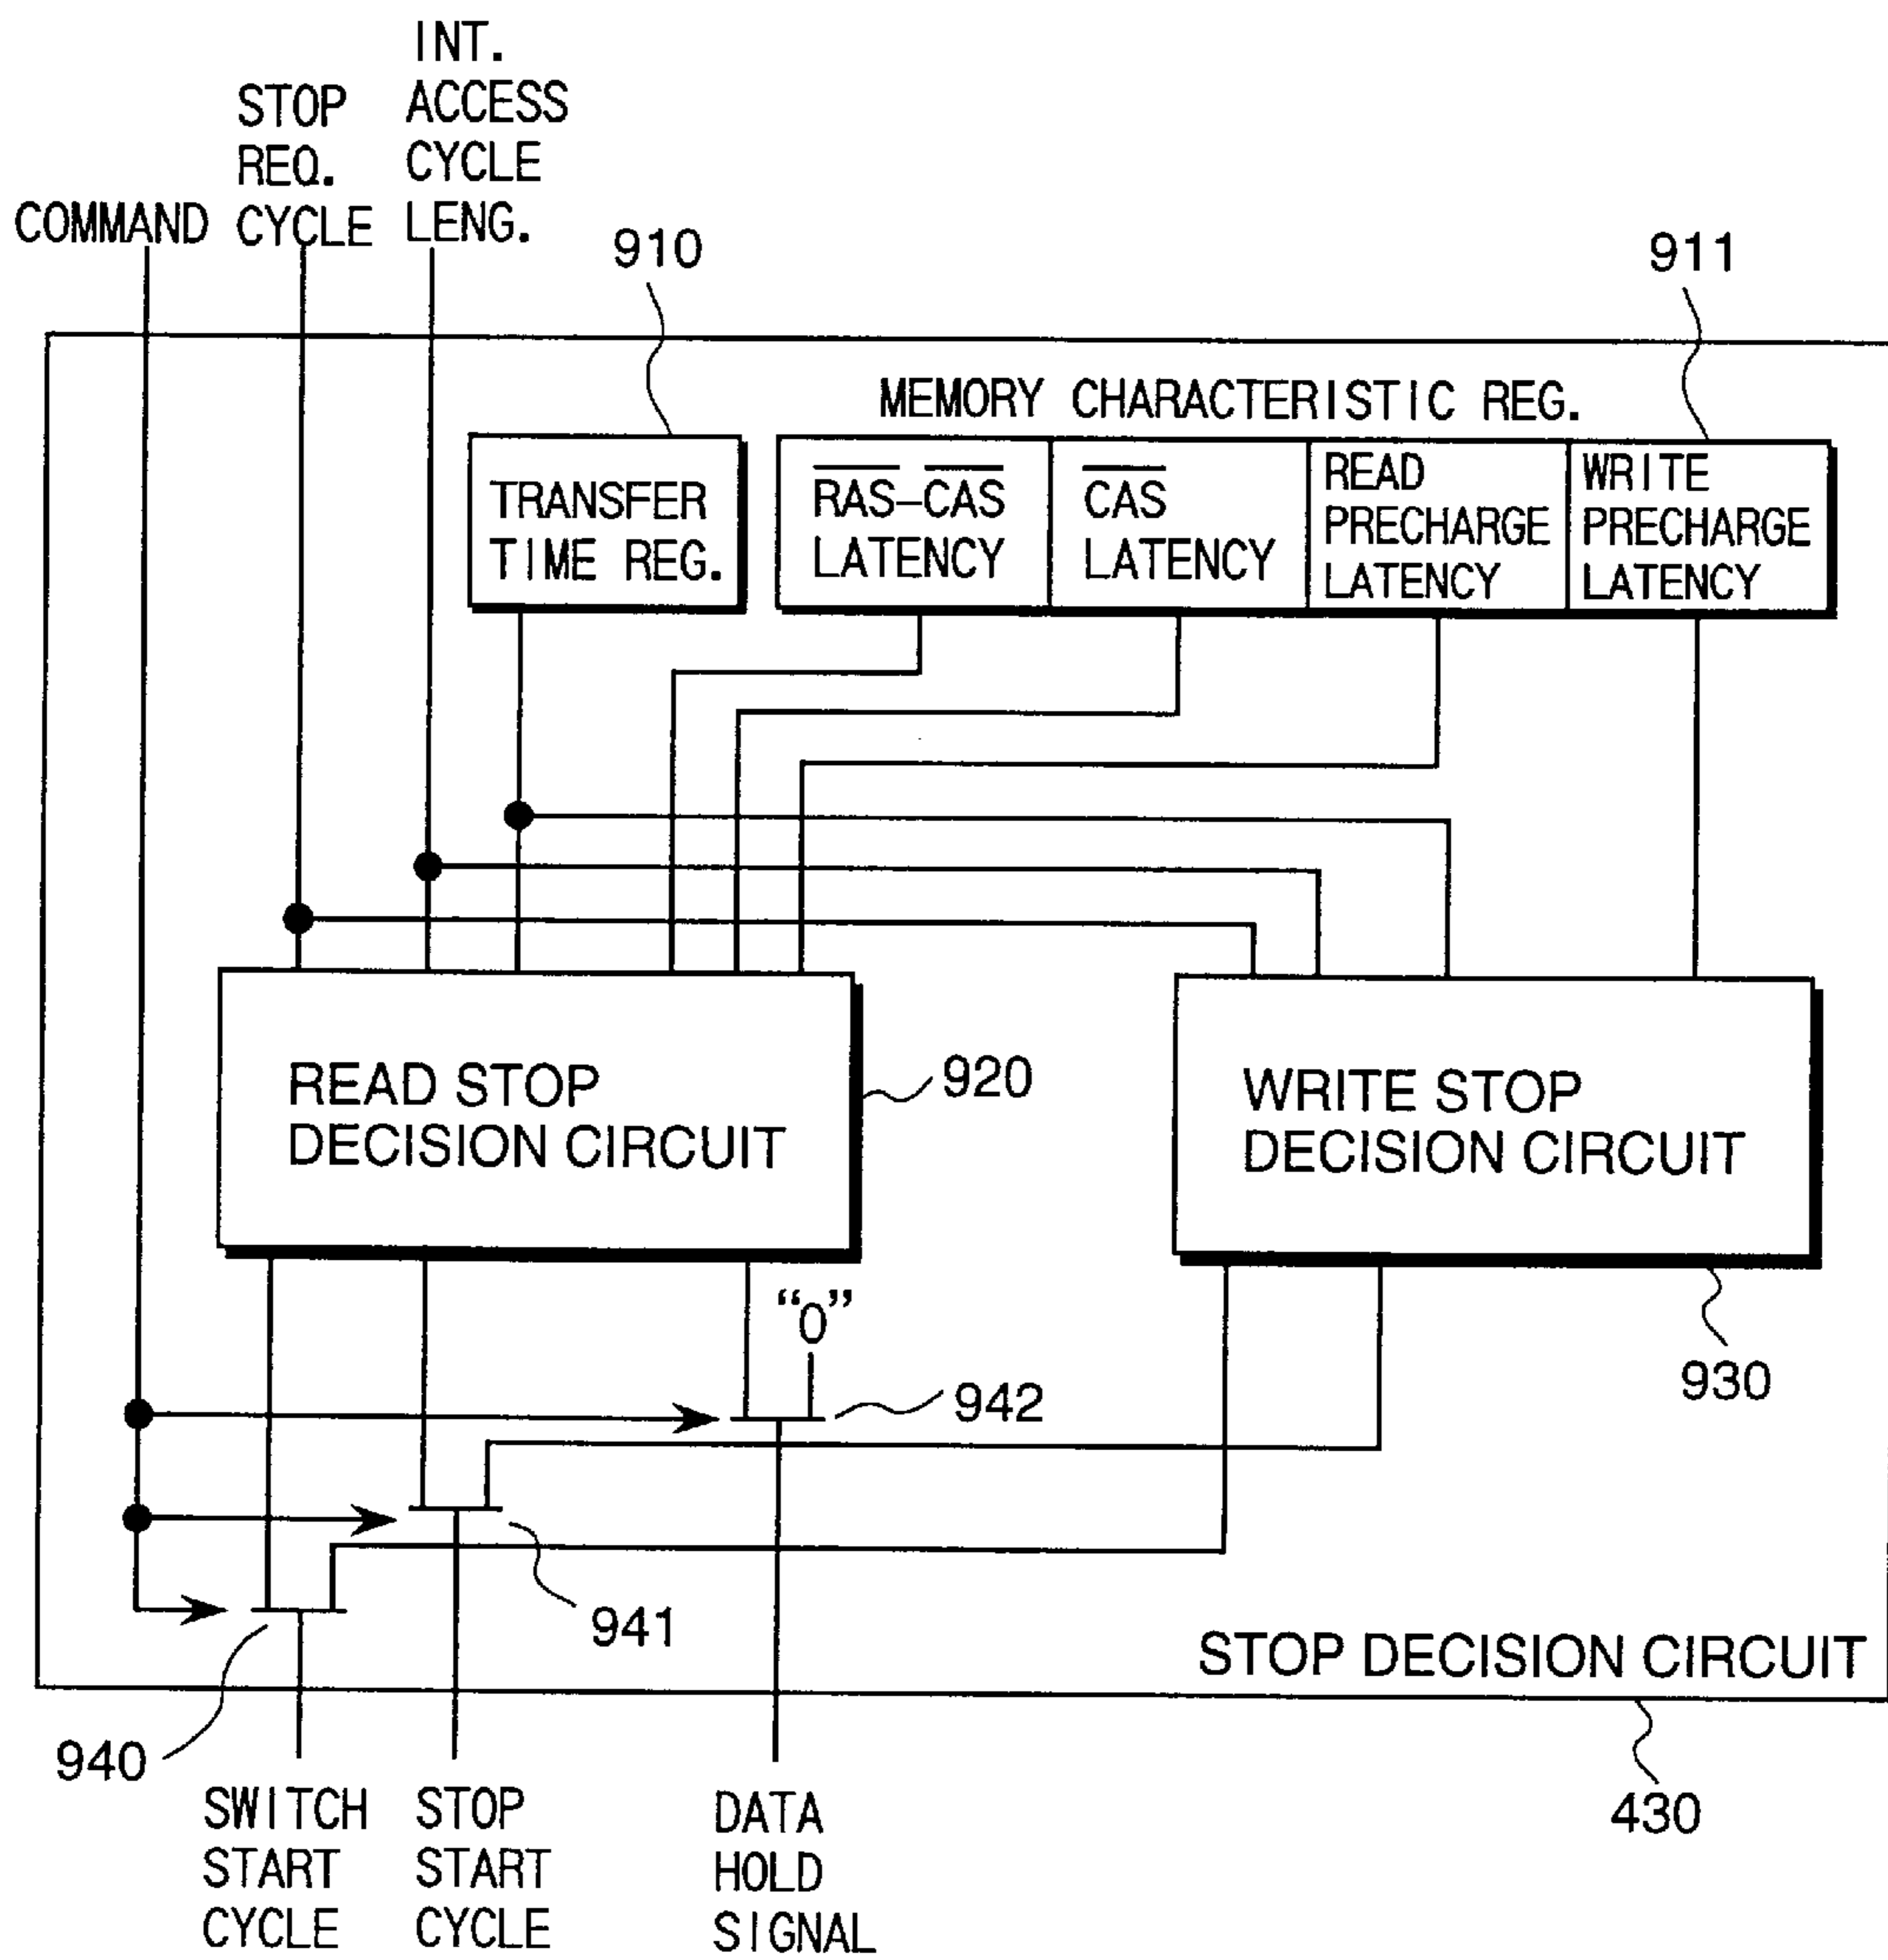 COMMAND
STOP
REQ.
CYCLE
INT.
ACCESS
CYCLE
LENG.
910
911
MEMORY CHARACTERISTIC REG.
TRANSFER
TIME REG.
RAS-CAS
LATENCY
CAS
LATENCY
READ
PRECHARGE
LATENCY
WRITE
PRECHARGE
LATENCY
READ STOP
DECISION CIRCUIT
920
WRITE STOP
DECISION CIRCUIT
930
“0”
942
941
940
STOP DECISION CIRCUIT
430
SWITCH
START
CYCLE
STOP
START
CYCLE
DATA
HOLD
SIGNAL